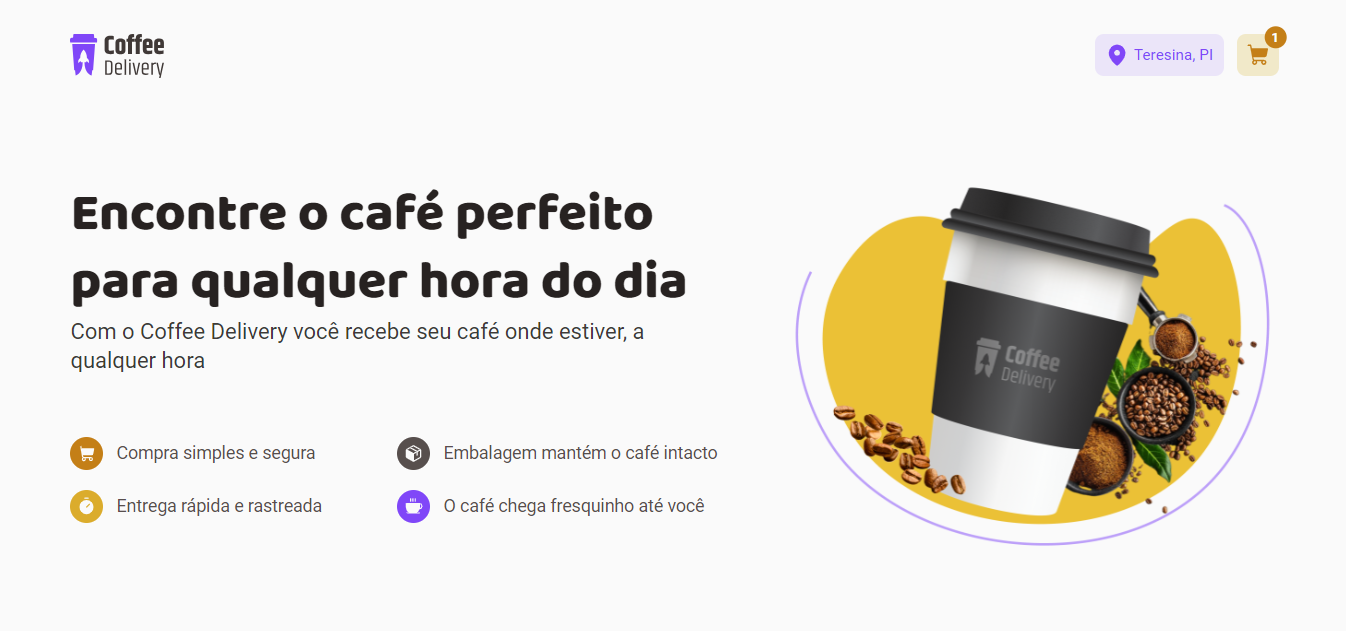 Coffee
Delivery
Teresina, PI
1
Encontre o café perfeito
para qualquer hora do dia
Com o Coffee Delivery você recebe seu café onde estiver, a
qualquer hora
Compra simples e segura
Embalagem mantém o café intacto
Entrega rápida e rastreada
O café chega fresquinho até você
Coffee
Delivery